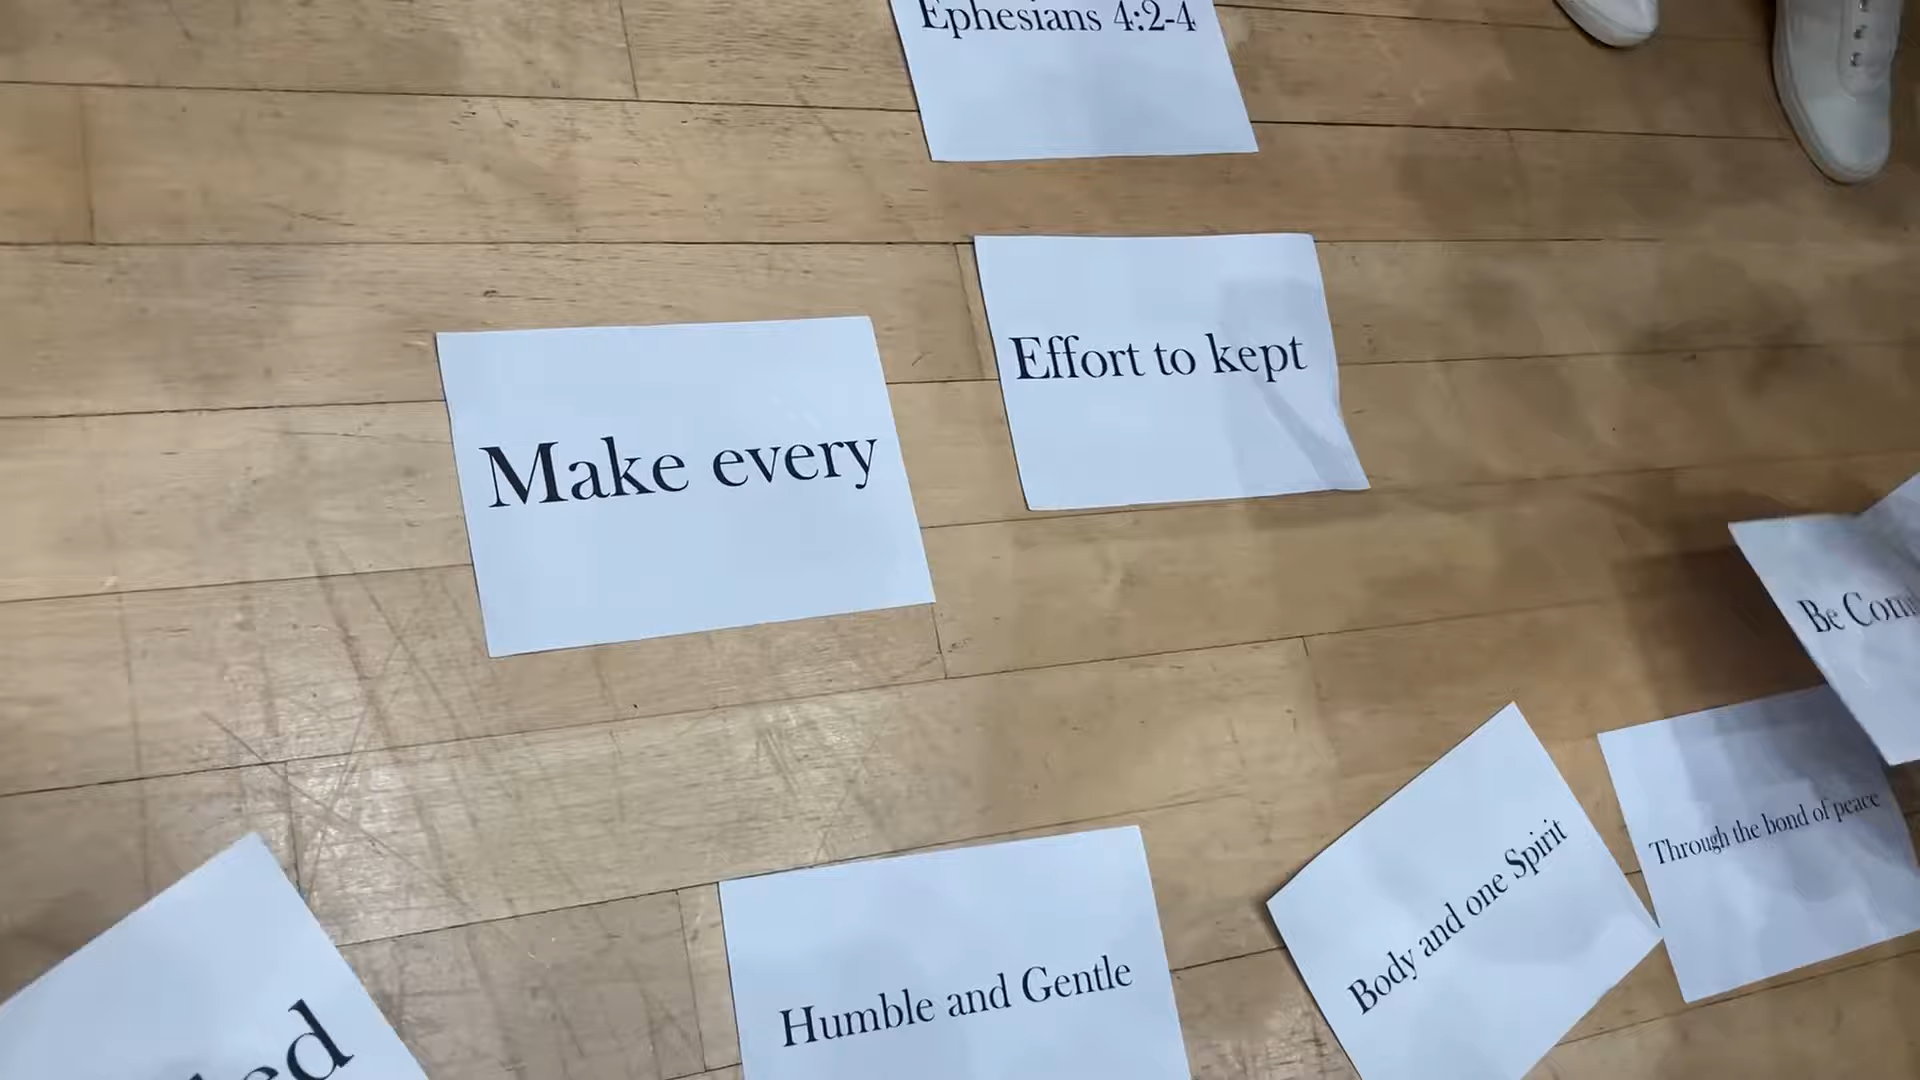 Ephesians 4:2-4
Effort to kept
Make every
Be
Through the bond of peace
Body and one Spirit
Humble and Gentle